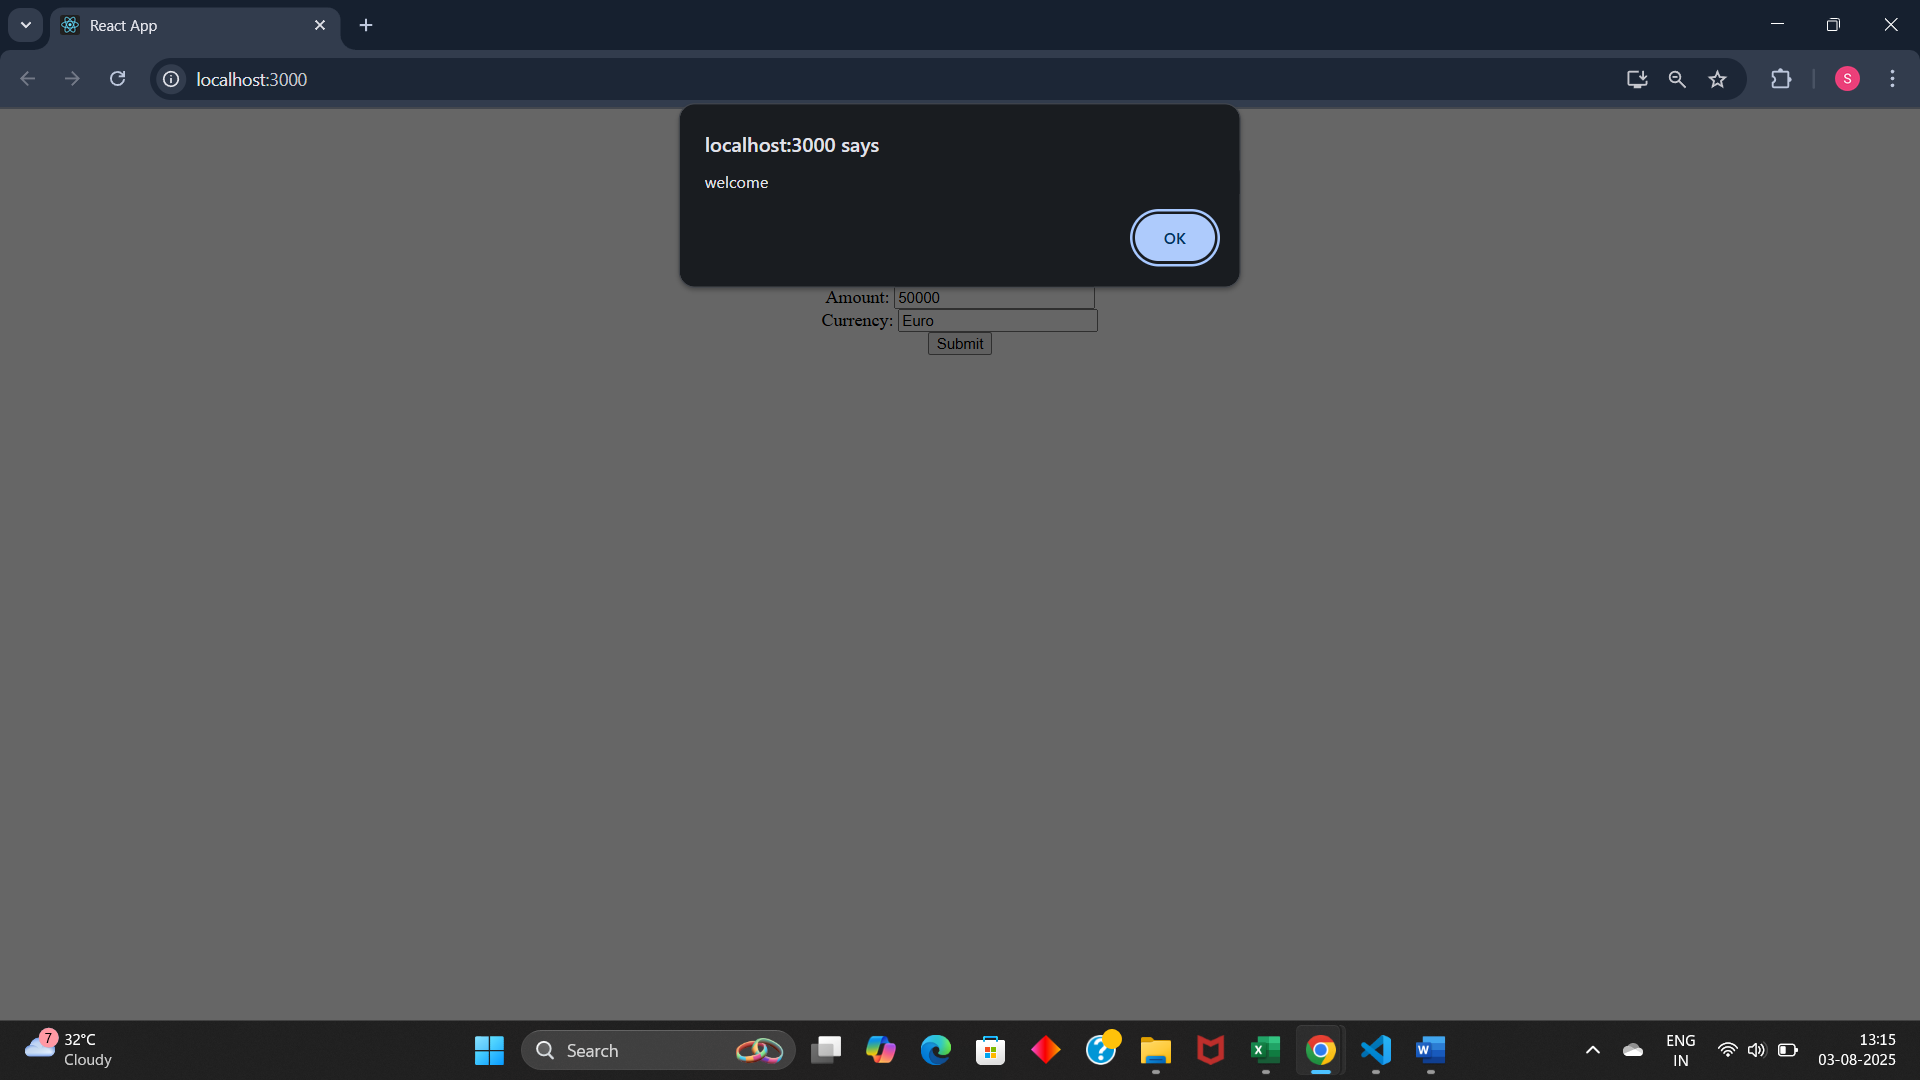 React App
localhost:3000
S
localhost:3000 says
welcome
OK
Amount: 50000
Currency: Euro
Submit
7
32°C
Cloudy
Search
ENG
IN
13:15
03-08-2025